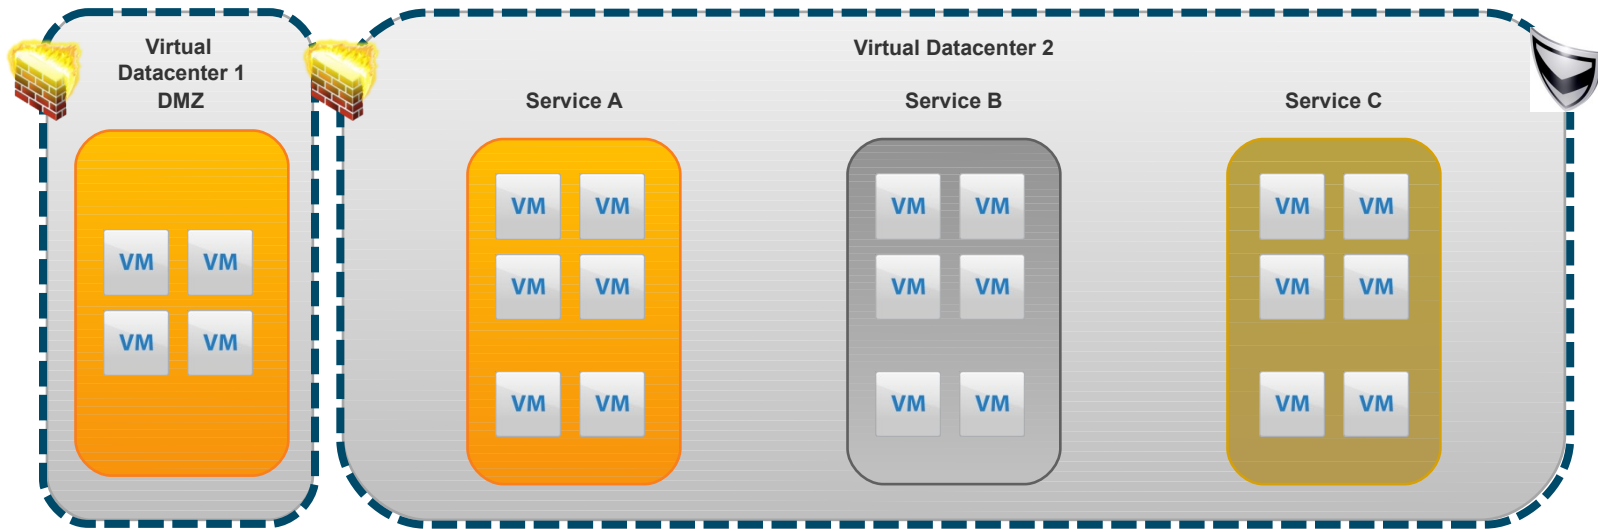 Virtual
Datacenter 1
DMZ
VM VM
VM VM
Virtual Datacenter 2
Service A
VM VM
VM VM
VM VM
Service B
VM VM
VM VM
VM VM
Service C
VM VM
VM VM
VM VM